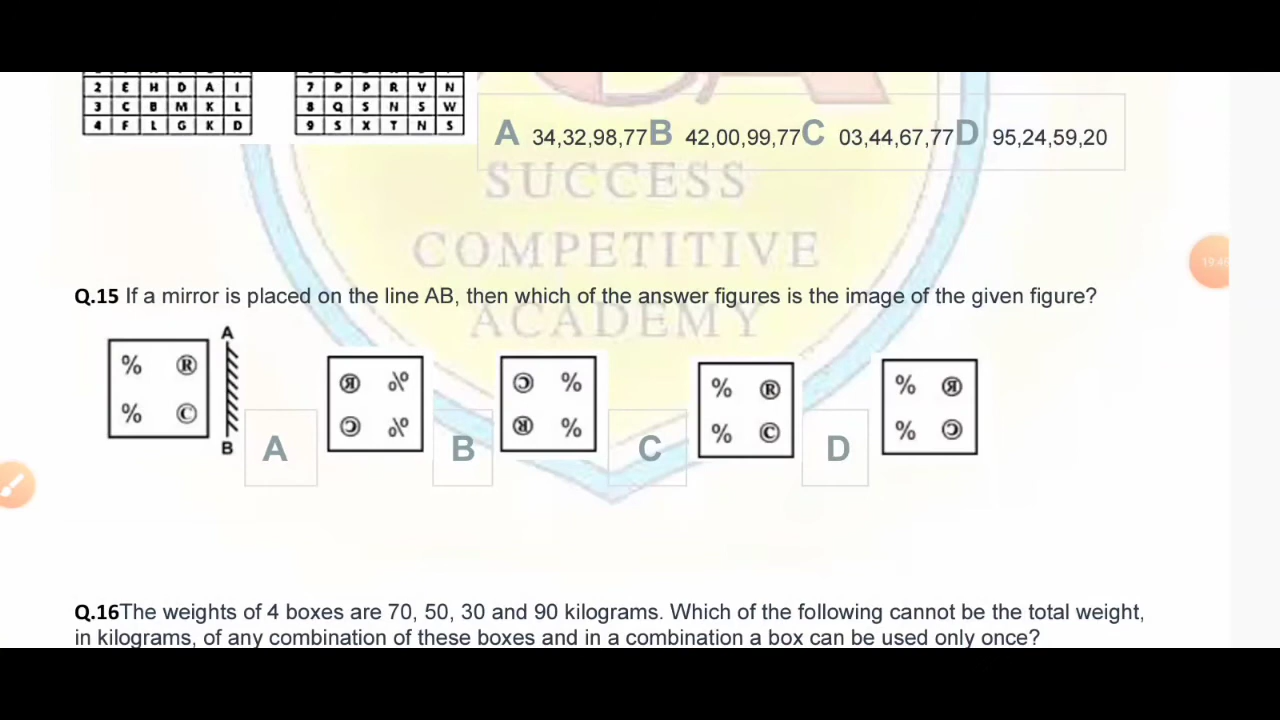 2 E H D A I
3 C B M K L
4 F L G K D
7 P P R V N
8 Q S N S W
9 S X T N S
A 34,32,98,77 B 42,00,99,77 C 03,44,67,77 D 95,24,59,20
SUCCESS
COMPETITIVE
ACADEMY
19:46
Q.15 If a mirror is placed on the line AB, then which of the answer figures is the image of the given figure?
A
% ®
% ©
B
A
B
% 
% 
C
% ®
% ©
D
% 
% 
Q.16The weights of 4 boxes are 70, 50, 30 and 90 kilograms. Which of the following cannot be the total weight,
in kilograms, of any combination of these boxes and in a combination a box can be used only once?